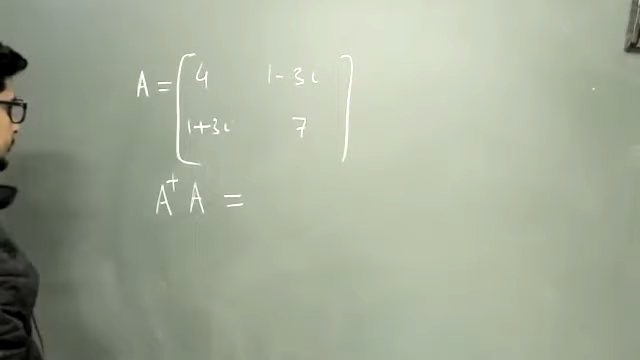 A = [ 4 1-3i
1+3i 7 ]
A† A =